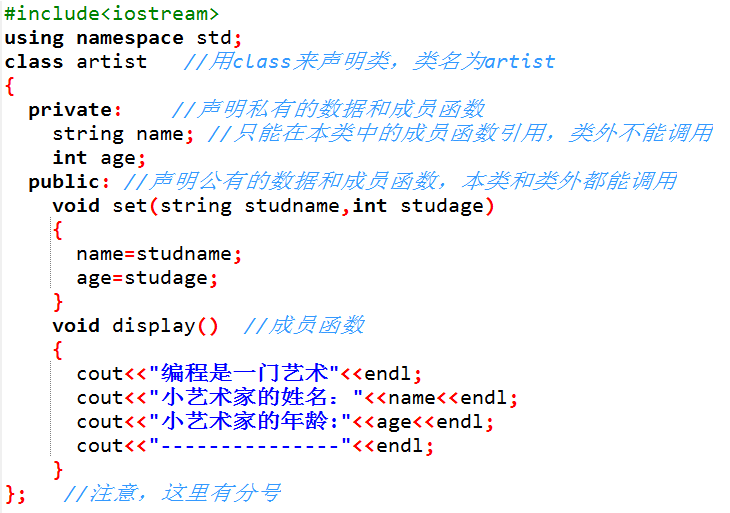 #include<iostream>
using namespace std;
class artist   //用class来声明类，类名为artist
{
  private:    //声明私有的数据和成员函数
    string name; //只能在本类中的成员函数引用，类外不能调用
    int age;
  public: //声明公有的数据和成员函数，本类和类外都能调用
    void set(string studname,int studage)
    {
      name=studname;
      age=studage;
    }
    void display()  //成员函数
    {
      cout<<"编程是一门艺术"<<endl;
      cout<<"小艺术家的姓名："<<name<<endl;
      cout<<"小艺术家的年龄:"<<age<<endl;
      cout<<"---------------"<<endl;
    }
};   //注意，这里有分号